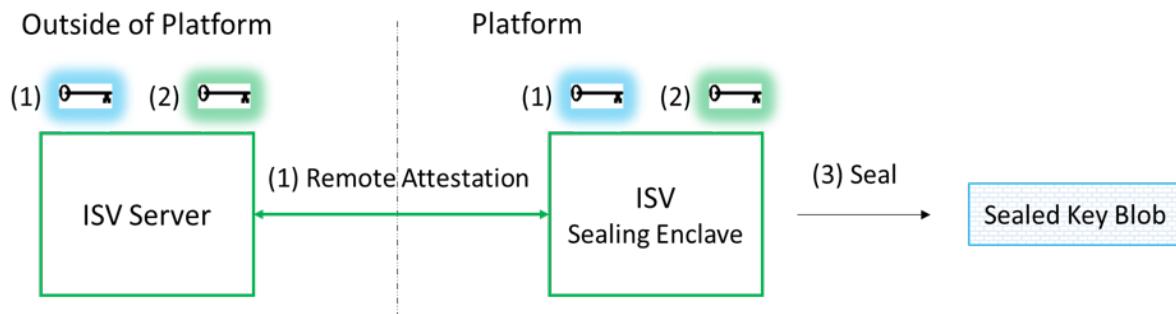 Outside of Platform
Platform
(1)
(2)
(1)
(2)
(1) Remote Attestation
(3) Seal
ISV Server
ISV
Sealing Enclave
Sealed Key Blob